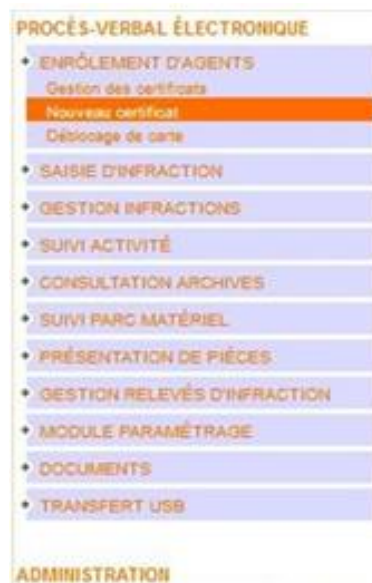 PROCÈS-VERBAL ÉLECTRONIQUE
ENRÔLEMENT D'AGENTS
Gestion des certificats
Nouveau certificat
Déblocage de carte
SAISIE D'INFRACTION
GESTION INFRACTIONS
SUIVI ACTIVITÉ
CONSULTATION ARCHIVES
SUIVI PARC MATÉRIEL
PRÉSENTATION DE PIÈCES
GESTION RELEVÉS D'INFRACTION
MODULE PARAMÉTRAGE
DOCUMENTS
TRANSFERT USB
ADMINISTRATION